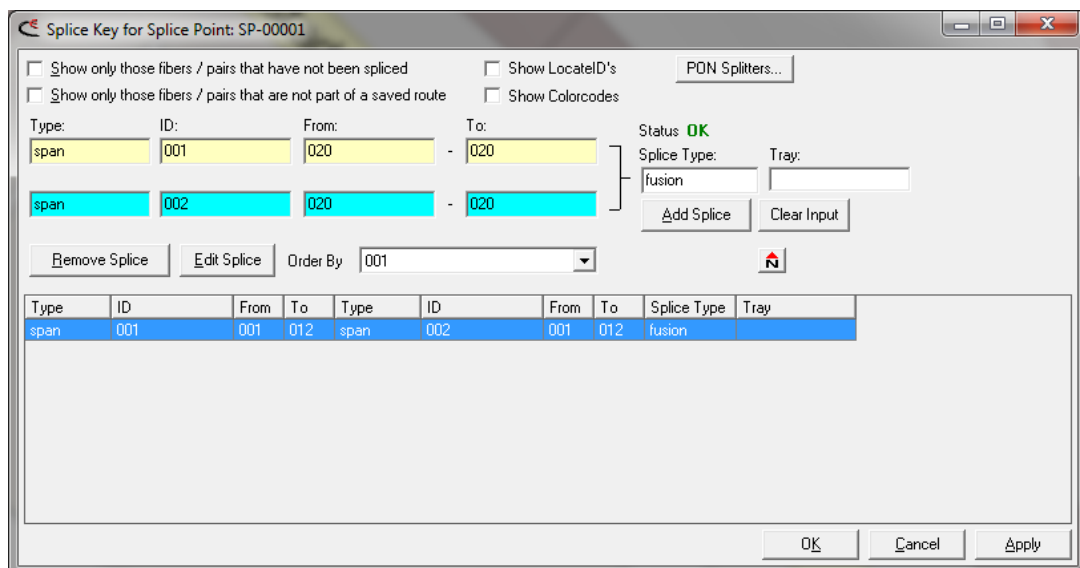 Splice Key for Splice Point: SP-00001
Show only those fibers / pairs that have not been spliced Show LocateID's PON Splitters...
Show only those fibers / pairs that are not part of a saved route Show Colorcodes
Type: ID: From: To: Status OK
span 001 020 - 020 Splice Type: Tray:
fusion
span 002 020 - 020 Add Splice Clear Input
Remove Splice Edit Splice Order By 001 N
Type ID From To Type ID From To Splice Type Tray
span 001 001 012 span 002 001 012 fusion
OK Cancel Apply